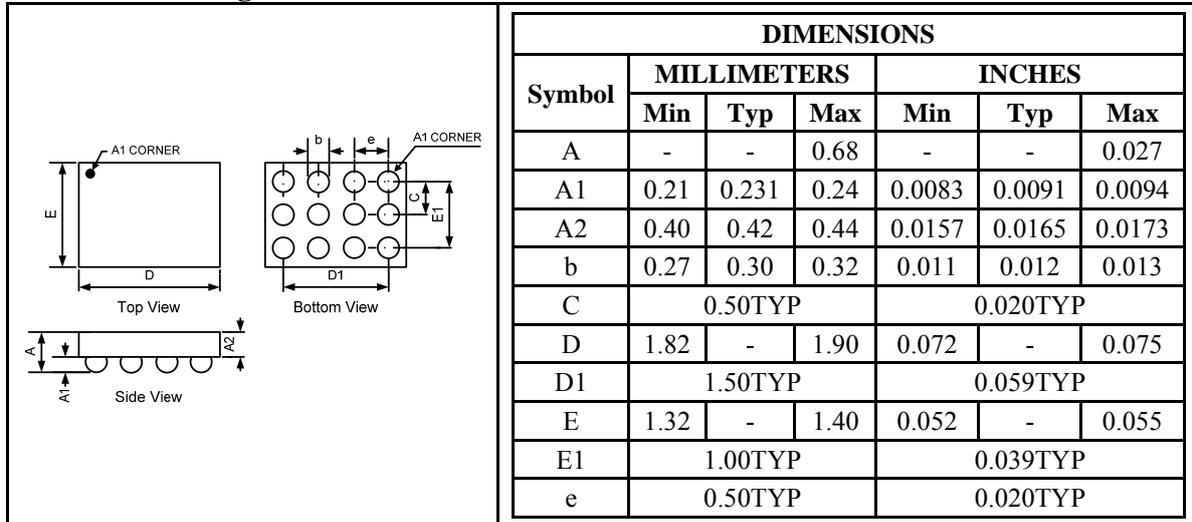 A1 CORNER
E
D
Top View
b
e
A1 CORNER
C
E1
D1
Bottom View
A
A1
A2
Side View
DIMENSIONS
Symbol MILLIMETERS INCHES
Min Typ Max Min Typ Max
A - - 0.68 - - 0.027
A1 0.21 0.231 0.24 0.0083 0.0091 0.0094
A2 0.40 0.42 0.44 0.0157 0.0165 0.0173
b 0.27 0.30 0.32 0.011 0.012 0.013
C 0.50TYP 0.020TYP
D 1.82 - 1.90 0.072 - 0.075
D1 1.50TYP 0.059TYP
E 1.32 - 1.40 0.052 - 0.055
E1 1.00TYP 0.039TYP
e 0.50TYP 0.020TYP